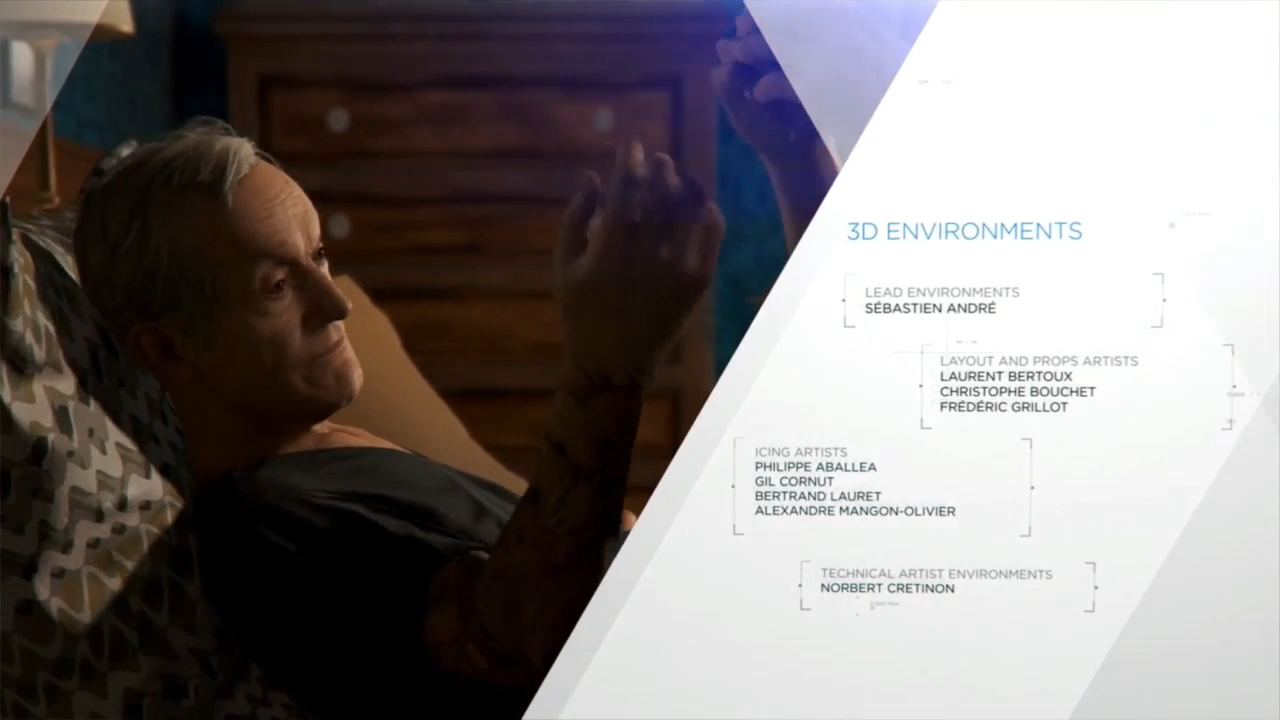 3D ENVIRONMENTS
LEAD ENVIRONMENTS
SÉBASTIEN ANDRÉ
LAYOUT AND PROPS ARTISTS
LAURENT BERTOUX
CHRISTOPHE BOUCHET
FRÉDÉRIC GRILLOT
ICING ARTISTS
PHILIPPE ABALLEA
GIL CORNUT
BERTRAND LAURET
ALEXANDRE MANGON-OLIVIER
TECHNICAL ARTIST ENVIRONMENTS
NORBERT CRETINON